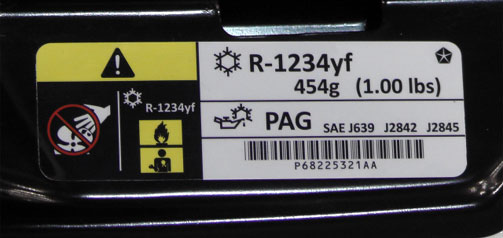 R-1234yf
R-1234yf
454g (1.00 lbs)
PAG SAE J639 J2842 J2845
P68225321AA